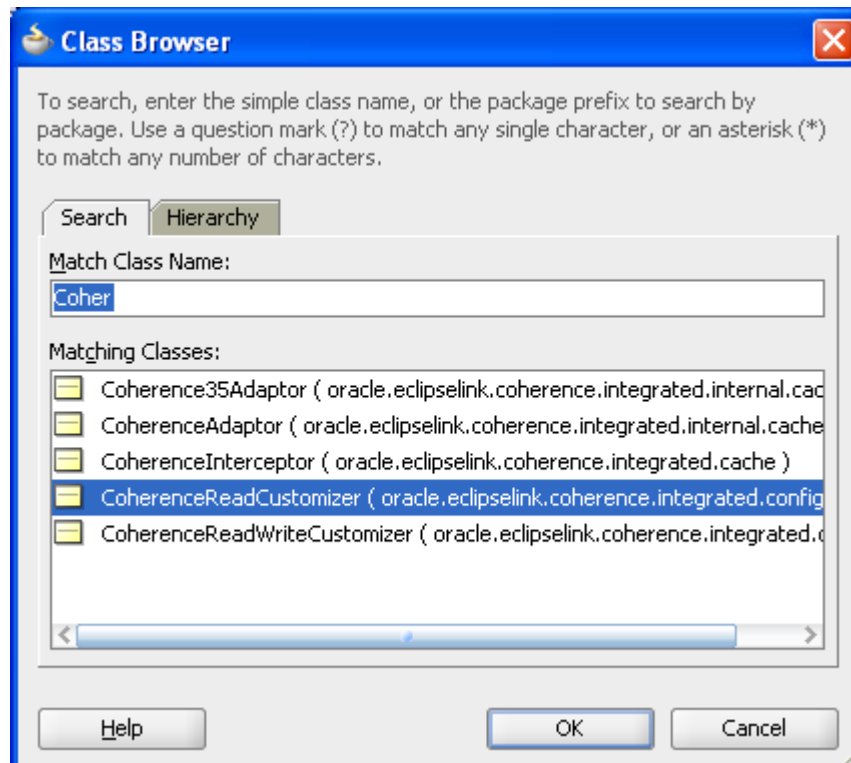 Class Browser
To search, enter the simple class name, or the package prefix to search by
package. Use a question mark (?) to match any single character, or an asterisk (*)
to match any number of characters.
Search Hierarchy
Match Class Name:
Coher
Matching Classes:
Coherence35Adaptor ( oracle.eclipselink.coherence.integrated.internal.cac
CoherenceAdaptor ( oracle.eclipselink.coherence.integrated.internal.cache
CoherenceInterceptor ( oracle.eclipselink.coherence.integrated.cache )
CoherenceReadCustomizer ( oracle.eclipselink.coherence.integrated.config
CoherenceReadWriteCustomizer ( oracle.eclipselink.coherence.integrated.
Help OK Cancel